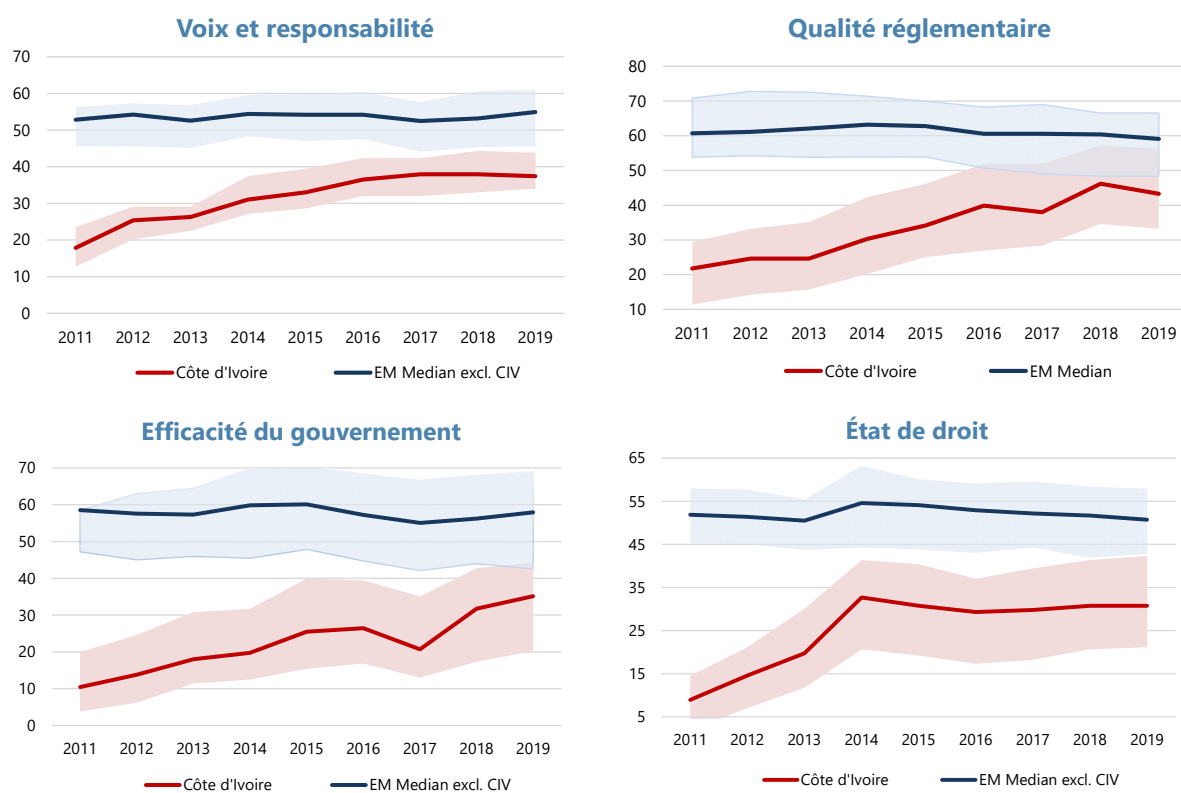 Voix et responsabilité
70
60
50
40
30
20
10
0
2011 2012 2013 2014 2015 2016 2017 2018 2019
Côte d'Ivoire EM Median excl. CIV
Qualité réglementaire
80
70
60
50
40
30
20
10
2011 2012 2013 2014 2015 2016 2017 2018 2019
Côte d'Ivoire EM Median
Efficacité du gouvernement
70
60
50
40
30
20
10
0
2011 2012 2013 2014 2015 2016 2017 2018 2019
Côte d'Ivoire EM Median excl. CIV
État de droit
65
55
45
35
25
15
5
2011 2012 2013 2014 2015 2016 2017 2018 2019
Côte d'Ivoire EM Median excl. CIV